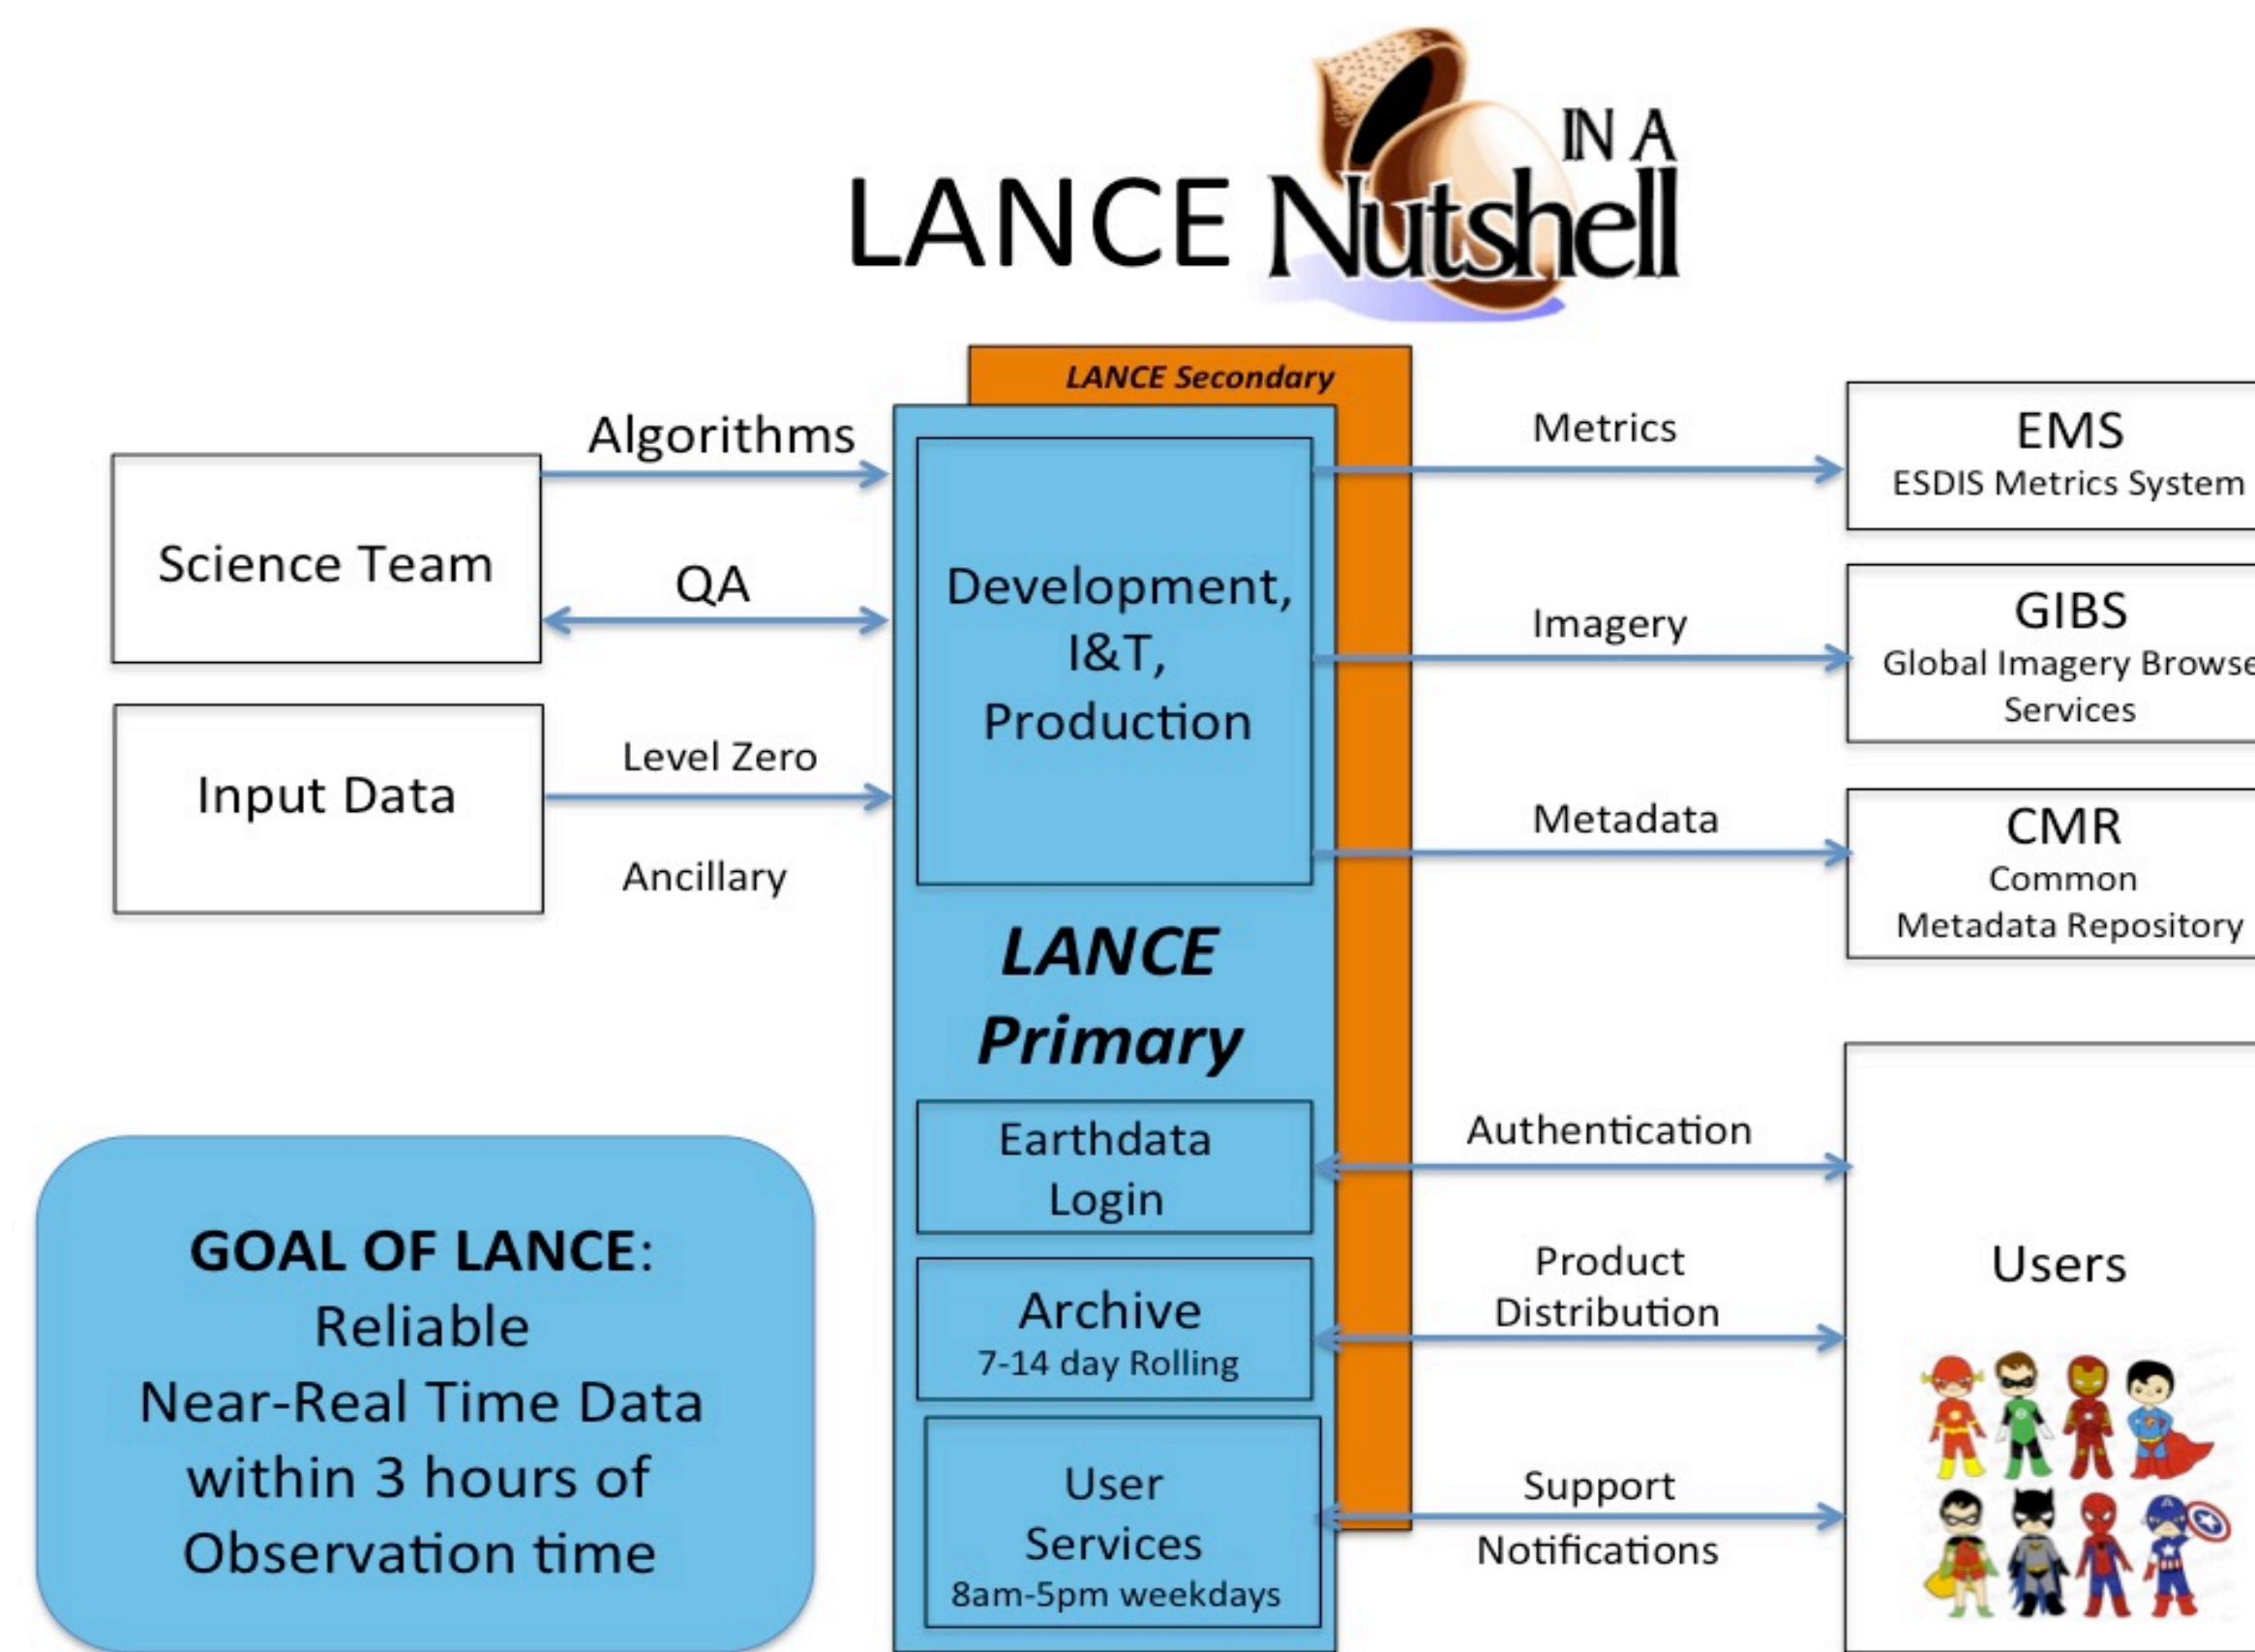 LANCE
IN A
Nutshell
LANCE Secondary
Algorithms
Science Team
QA
Input Data
Level Zero
Ancillary
Development,
I&T,
Production
LANCE
Primary
Earthdata
Login
Archive
7-14 day Rolling
User
Services
8am-5pm weekdays
Metrics
EMS
ESDIS Metrics System
Imagery
GIBS
Global Imagery Browse
Services
Metadata
CMR
Common
Metadata Repository
Authentication
Product
Distribution
Support
Notifications
Users
GOAL OF LANCE:
Reliable
Near-Real Time Data
within 3 hours of
Observation time